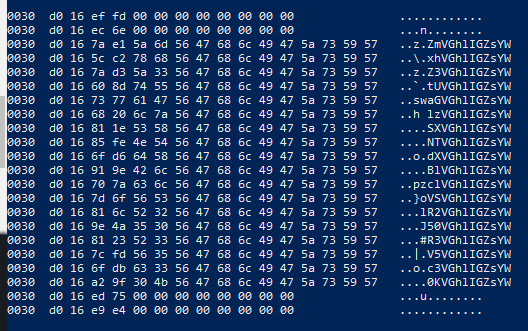 0030 d0 16 ef fd 00 00 00 00 00 00 00 00 ............
0030 d0 16 ec 6e 00 00 00 00 00 00 00 00 ...n........
0030 d0 16 7a e1 5a 6d 56 47 68 6c 49 47 5a 73 59 57 ..z.ZmVGhlIGZsYW
0030 d0 16 5c c2 78 68 56 47 68 6c 49 47 5a 73 59 57 ..\.xhVGhlIGZsYW
0030 d0 16 7a d3 5a 33 56 47 68 6c 49 47 5a 73 59 57 ..z.Z3VGhlIGZsYW
0030 d0 16 60 8d 74 55 56 47 68 6c 49 47 5a 73 59 57 ..`.tUVGhlIGZsYW
0030 d0 16 73 77 61 47 56 47 68 6c 49 47 5a 73 59 57 ..swaGVGhlIGZsYW
0030 d0 16 68 20 6c 7a 56 47 68 6c 49 47 5a 73 59 57 ..h lzVGhlIGZsYW
0030 d0 16 81 1e 53 58 56 47 68 6c 49 47 5a 73 59 57 ....SXVGhlIGZsYW
0030 d0 16 85 fe 4e 54 56 47 68 6c 49 47 5a 73 59 57 ....NTVGhlIGZsYW
0030 d0 16 6f d6 64 58 56 47 68 6c 49 47 5a 73 59 57 ..o.dXVGhlIGZsYW
0030 d0 16 91 9e 42 6c 56 47 68 6c 49 47 5a 73 59 57 ....BlVGhlIGZsYW
0030 d0 16 70 7a 63 6c 56 47 68 6c 49 47 5a 73 59 57 ..pzclVGhlIGZsYW
0030 d0 16 7d 6f 56 53 56 47 68 6c 49 47 5a 73 59 57 ..}oVSVGhlIGZsYW
0030 d0 16 81 6c 52 32 56 47 68 6c 49 47 5a 73 59 57 ...lR2VGhlIGZsYW
0030 d0 16 9e 4a 35 30 56 47 68 6c 49 47 5a 73 59 57 ...J50VGhlIGZsYW
0030 d0 16 81 23 52 33 56 47 68 6c 49 47 5a 73 59 57 ...#R3VGhlIGZsYW
0030 d0 16 7c fd 56 35 56 47 68 6c 49 47 5a 73 59 57 ..|.V5VGhlIGZsYW
0030 d0 16 6f db 63 33 56 47 68 6c 49 47 5a 73 59 57 ..o.c3VGhlIGZsYW
0030 d0 16 a2 9f 30 4b 56 47 68 6c 49 47 5a 73 59 57 ....0KVGhlIGZsYW
0030 d0 16 ed 75 00 00 00 00 00 00 00 00 ...u........
0030 d0 16 e9 e4 00 00 00 00 00 00 00 00 ............